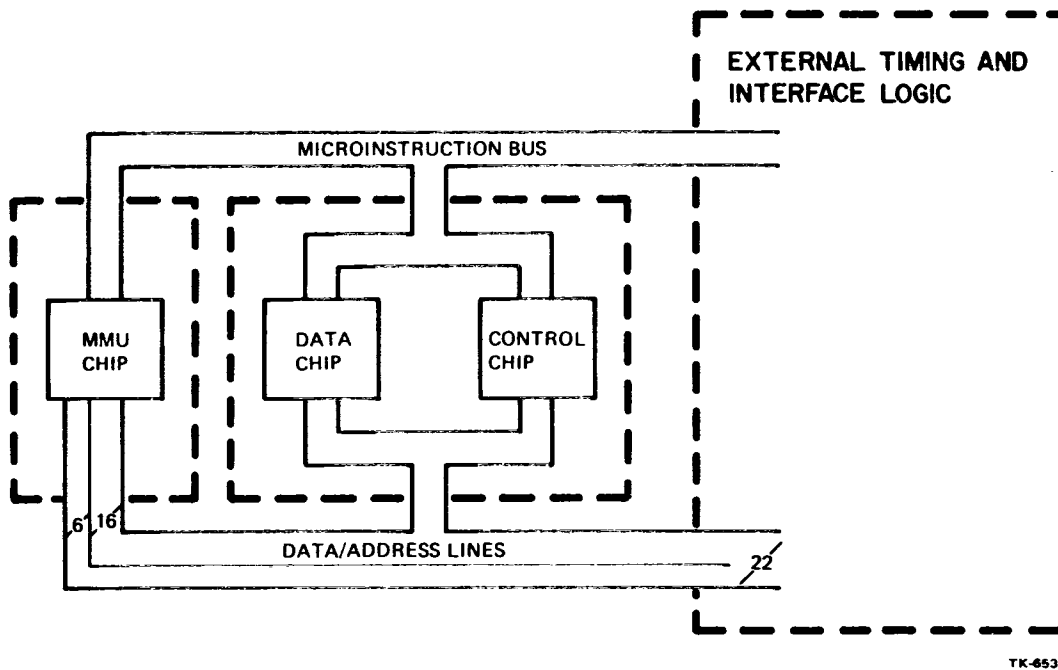 EXTERNAL TIMING AND
INTERFACE LOGIC
MICROINSTRUCTION BUS
MMU
CHIP
DATA
CHIP
CONTROL
CHIP
6
16
DATA/ADDRESS LINES
22
TK-653